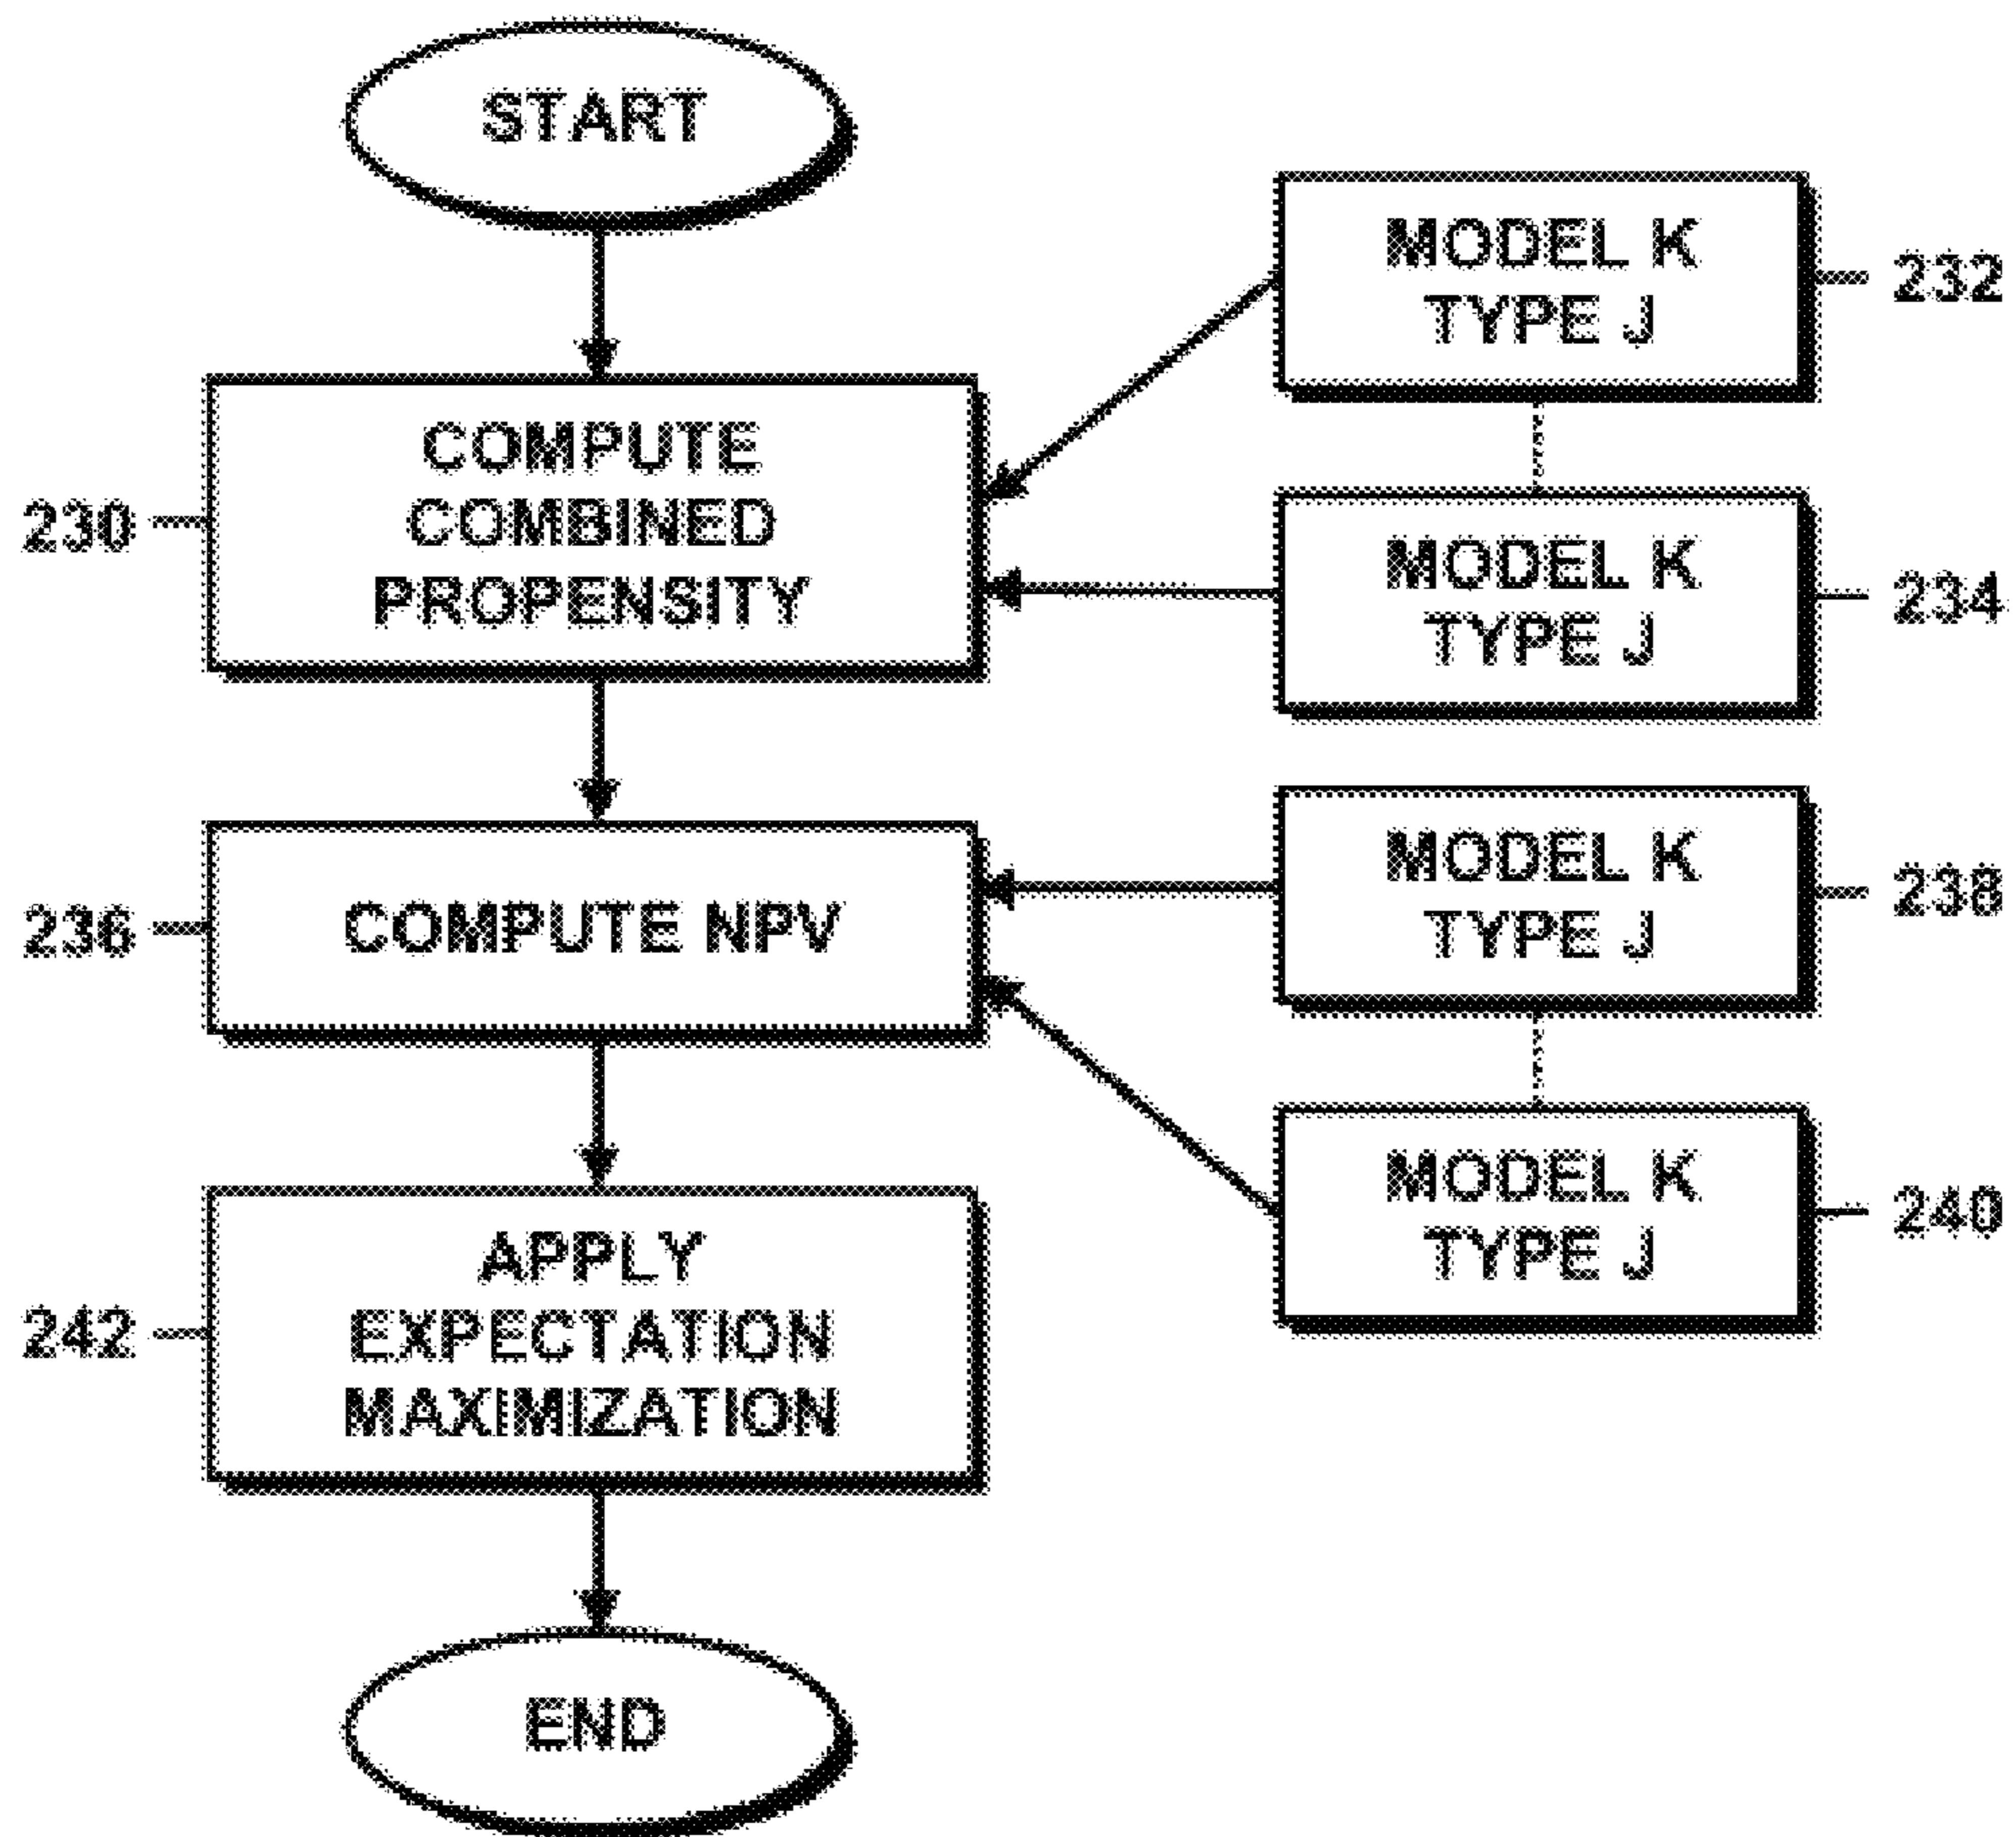 START
MODEL K
TYPE J
232
COMPUTE
COMBINED
PROPENSITY
230
MODEL K
TYPE J
234
COMPUTE NPV
236
MODEL K
TYPE J
238
MODEL K
TYPE J
240
APPLY
EXPECTATION
MAXIMIZATION
242
END